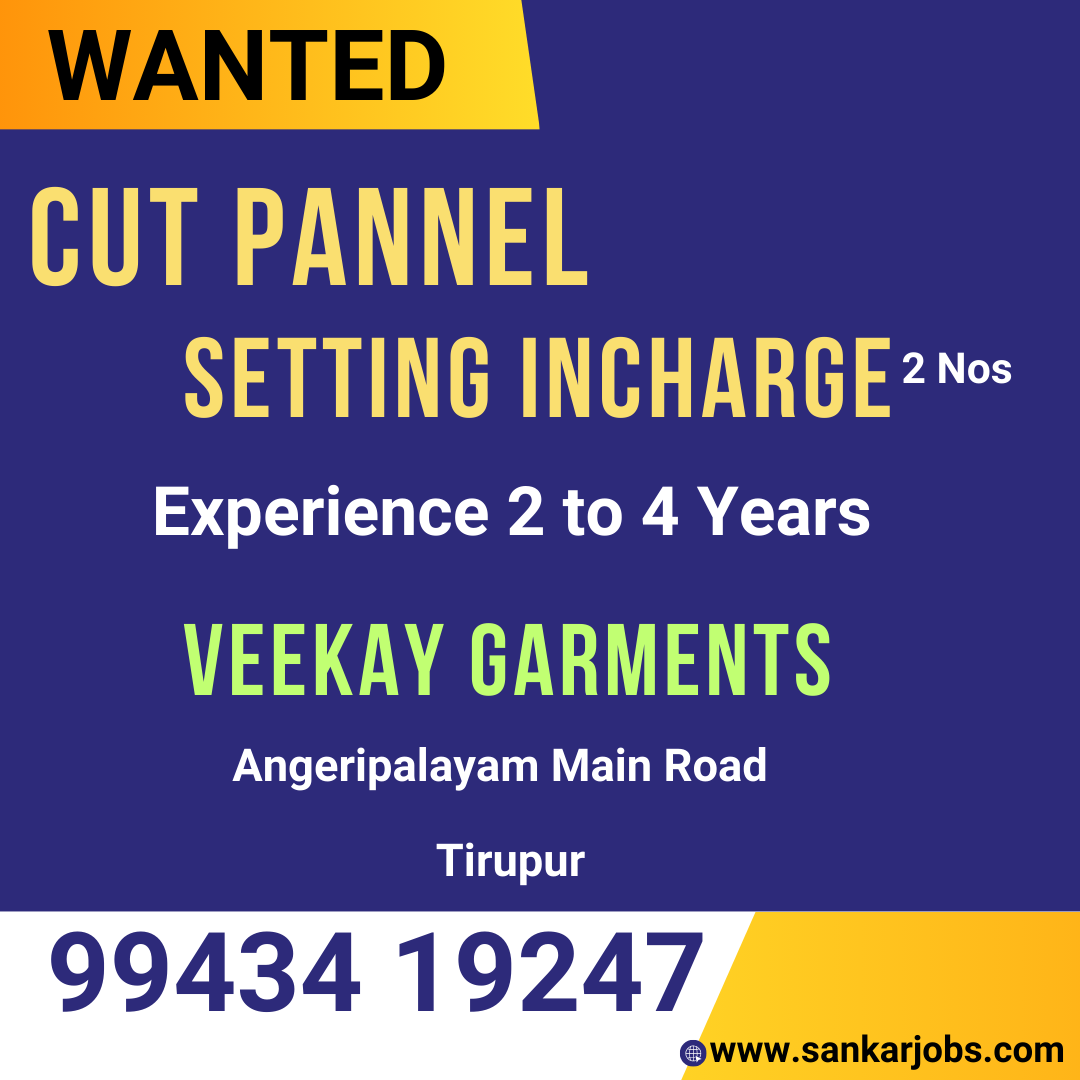 WANTED
CUT PANNEL
SETTING INCHARGE 2 Nos
Experience 2 to 4 Years
VEEKAY GARMENTS
Angeripalayam Main Road
Tirupur
99434 19247
www.sankarjobs.com